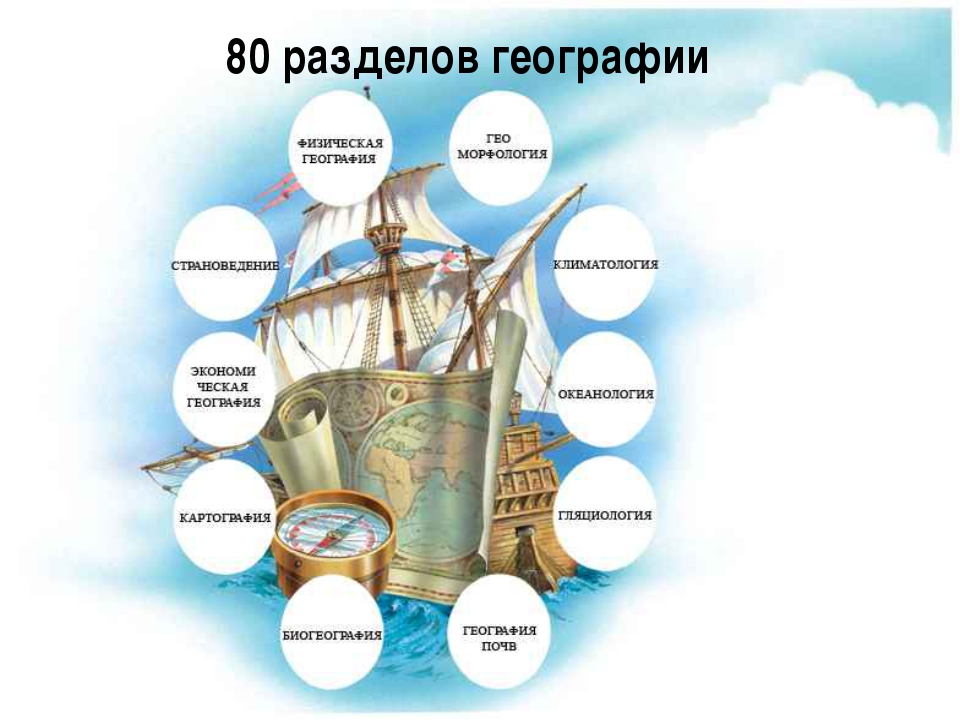 80 разделов географии
ФИЗИЧЕСКАЯ
ГЕОГРАФИЯ
ГЕО
МОРФОЛОГИЯ
СТРАНОВЕДЕНИЕ
КЛИМАТОЛОГИЯ
ЭКОНОМИ
ЧЕСКАЯ
ГЕОГРАФИЯ
ОКЕАНОЛОГИЯ
КАРТОГРАФИЯ
ГЛЯЦИОЛОГИЯ
БИОГЕОГРАФИЯ
ГЕОГРАФИЯ
ПОЧВ